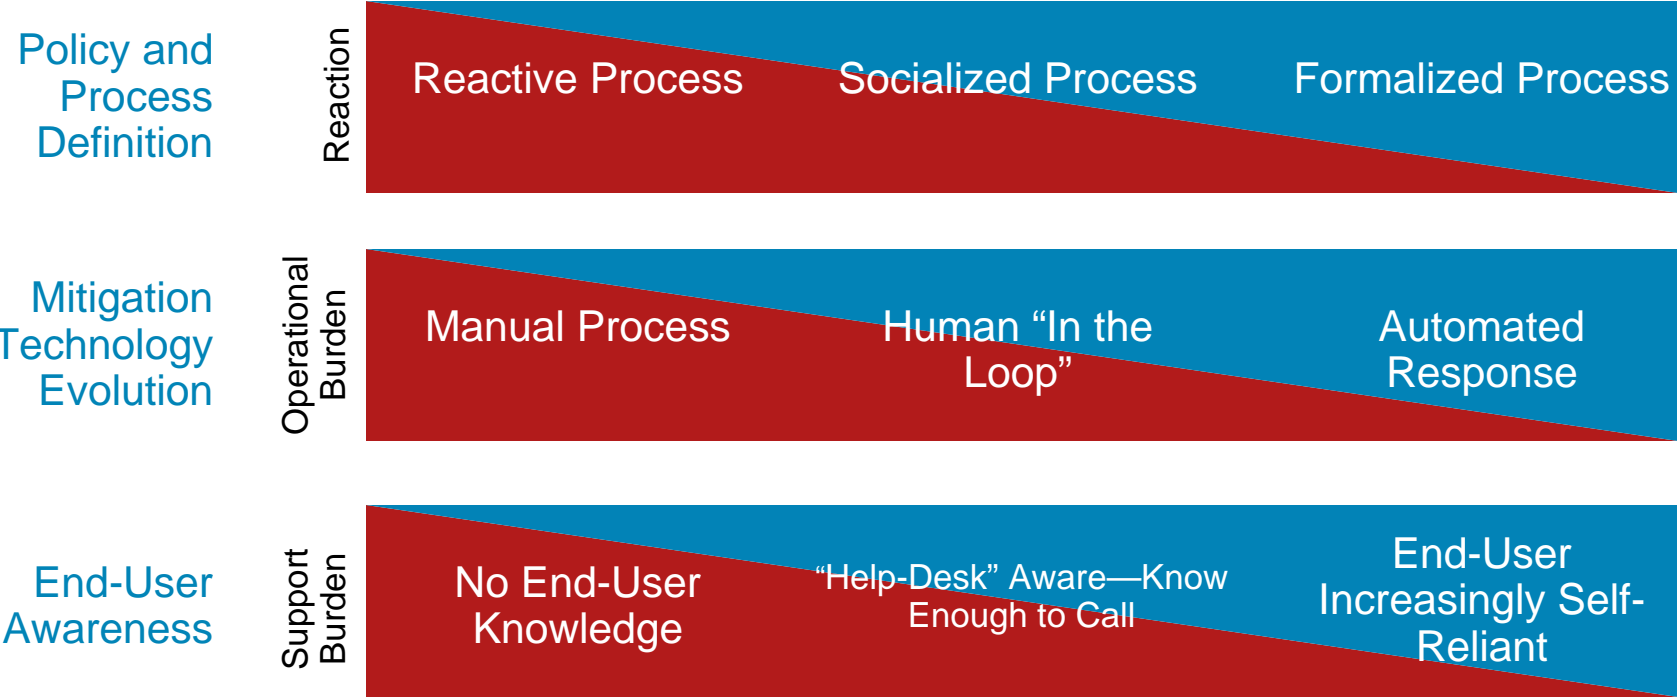 Policy and
Process
Definition
Reaction
Reactive Process
Socialized Process
Formalized Process
Mitigation
Technology
Evolution
Operational
Burden
Manual Process
Human “In the
Loop”
Automated
Response
End-User
Awareness
Support
Burden
No End-User
Knowledge
“Help-Desk” Aware—Know
Enough to Call
End-User
Increasingly Self-
Reliant